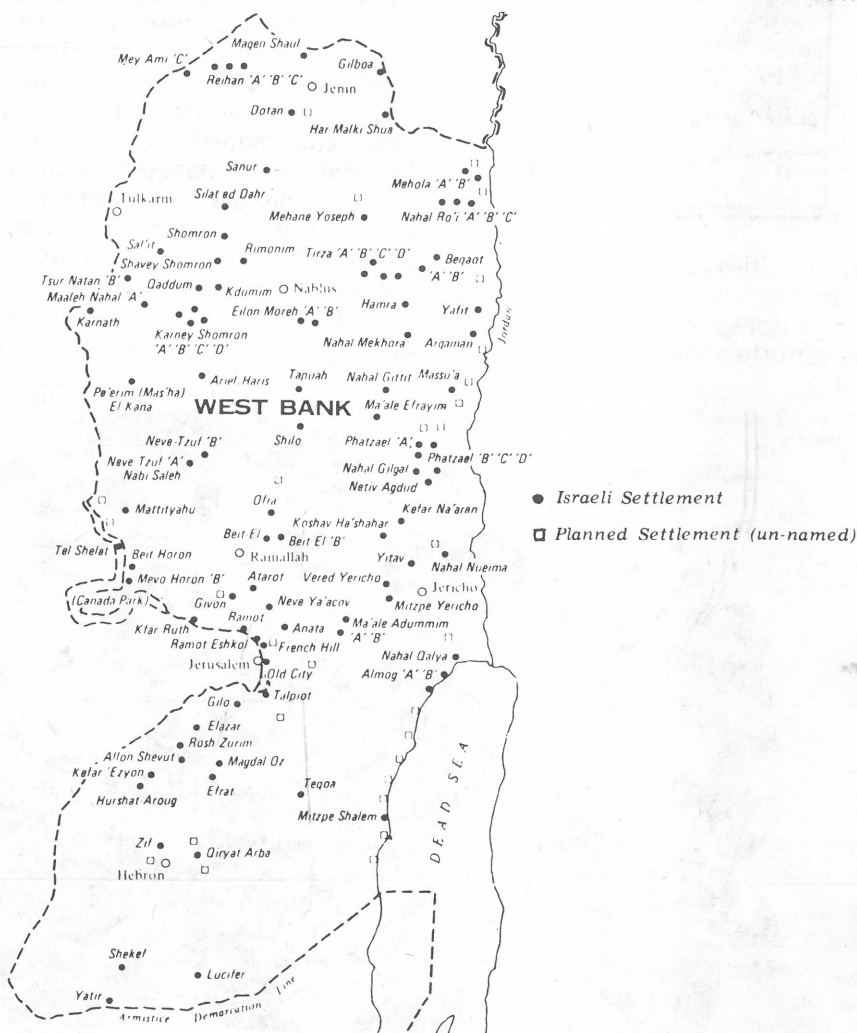 Magen Shaul
Mey Ami 'C'
Gilboa
Reihan 'A' 'B' 'C'
Jenin
Dotan
Har Malki Shua
Sanur
Mehola 'A' 'B'
Silat ed Dahr
Tulkarm
Mehane Yoseph
Nahal Ro'i 'A' 'B' 'C'
Shomron
Sal'it
Rimonim
Tirza 'A' 'B' 'C' 'D'
Shavey Shomron
Beqaot
'A' 'B'
Tsur Natan 'B'
Qaddum
Kdumim
Nablus
Maaleh Nahal 'A'
Karnath
Eilon Moreh 'A' 'B'
Hamra
Yafit
Jordan
Karney Shomron
'A' 'B' 'C' 'D'
Nahal Mekhora
Argaman
Ariel, Haris
Tapuah
Nahal Gittit
Massu'a
Pe'erim (Mas'ha)
El Kana
WEST BANK
Ma'ale Efrayim
Shilo
Neve-Tzuf 'B'
Phatzael 'A'
Neve Tzuf 'A'
Nabi Saleh
Phatzael 'B' 'C' 'D'
Nahal Gilgal
Netiv Agdud
● Israeli Settlement
Ofra
Mattityahu
Kefar Na'aran
Koshav Ha'shahar
□ Planned Settlement (un-named)
Beit El
Beit El 'B'
Tel Shelat
Beit Horon
Ramallah
Yitav
Nahal Nueima
Mevo Horon 'B'
Atarot
Vered Yericho
Jericho
(Canada Park)
Givon
Neve Ya'acov
Mitzpe Yericho
Kfar Ruth
Ramot
Anata
Ma'ale Adummim
'A' 'B'
Ramot Eshkol
French Hill
Jerusalem
Old City
Nahal Qalya
Almog 'A' 'B'
Talpiot
Gilo
Elazar
Rosh Zurim
Allon Shevut
Magdal Oz
Kefar 'Ezyon
Efrat
Hurshat-Aroug
Teqoa
Mitzpe Shalem
DEAD SEA
Zif
Qiryat Arba
Hebron
Shekef
Lucifer
Yatir
Armistice Demarcation Line